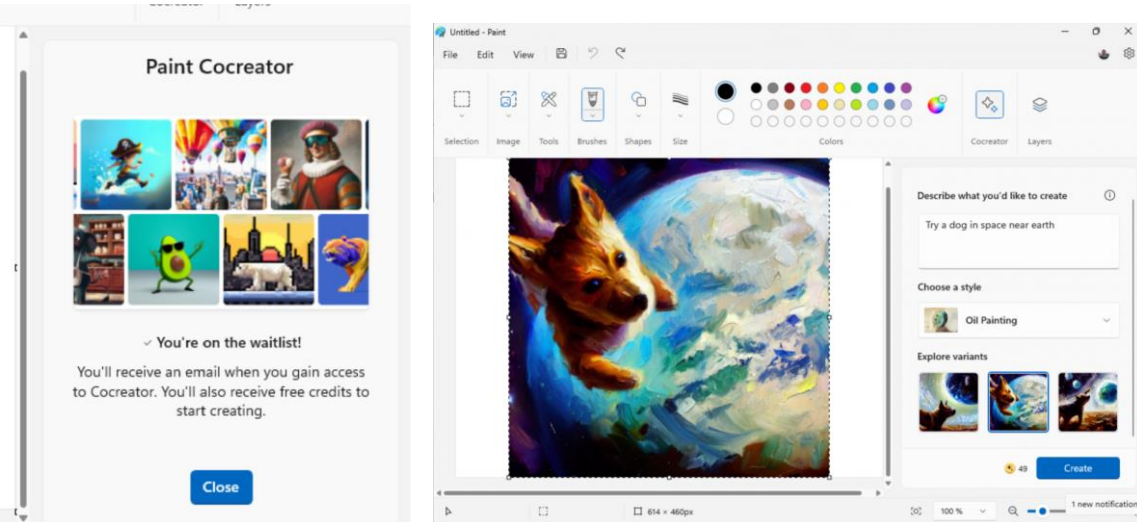 Layers
Paint Cocreator
You're on the waitlist!
You'll receive an email when you gain access
to Cocreator. You'll also receive free credits to
start creating.
Close
Untitled - Paint
File Edit View
Selection Image Tools Brushes Shapes Size Colors Cocreator Layers
Describe what you'd like to create
Try a dog in space near earth
Choose a style
Oil Painting
Explore variants
49 Create
614 × 460px
100 %
1 new notification